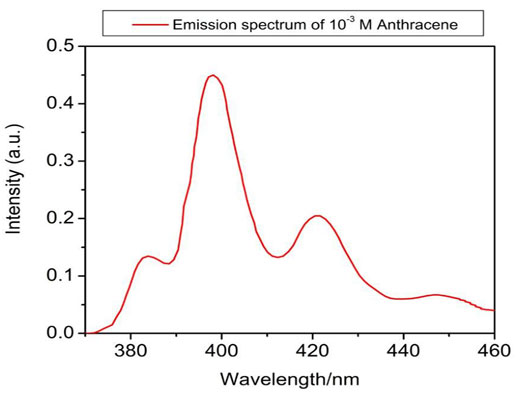 Emission spectrum of 10⁻³ M Anthracene
0.5
0.4
0.3
0.2
0.1
0.0
Intensity (a.u.)
380 400 420 440 460
Wavelength/nm